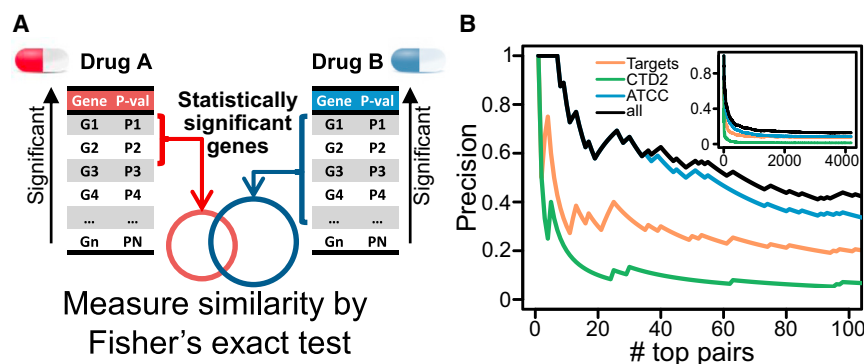 A
Drug A
Drug B
Significant
Gene P-val
G1 P1
G2 P2
G3 P3
G4 P4
... ...
Gn PN
Statistically
significant
genes
Gene P-val
G1 P1
G2 P2
G3 P3
G4 P4
... ...
Gn PN
Significant
Measure similarity by
Fisher's exact test
B
Precision
1
0.8
0.6
0.4
0.2
0
0 20 40 60 80 100
# top pairs
Targets
CTD2
ATCC
all
0.8
0.4
0
0 2000 4000